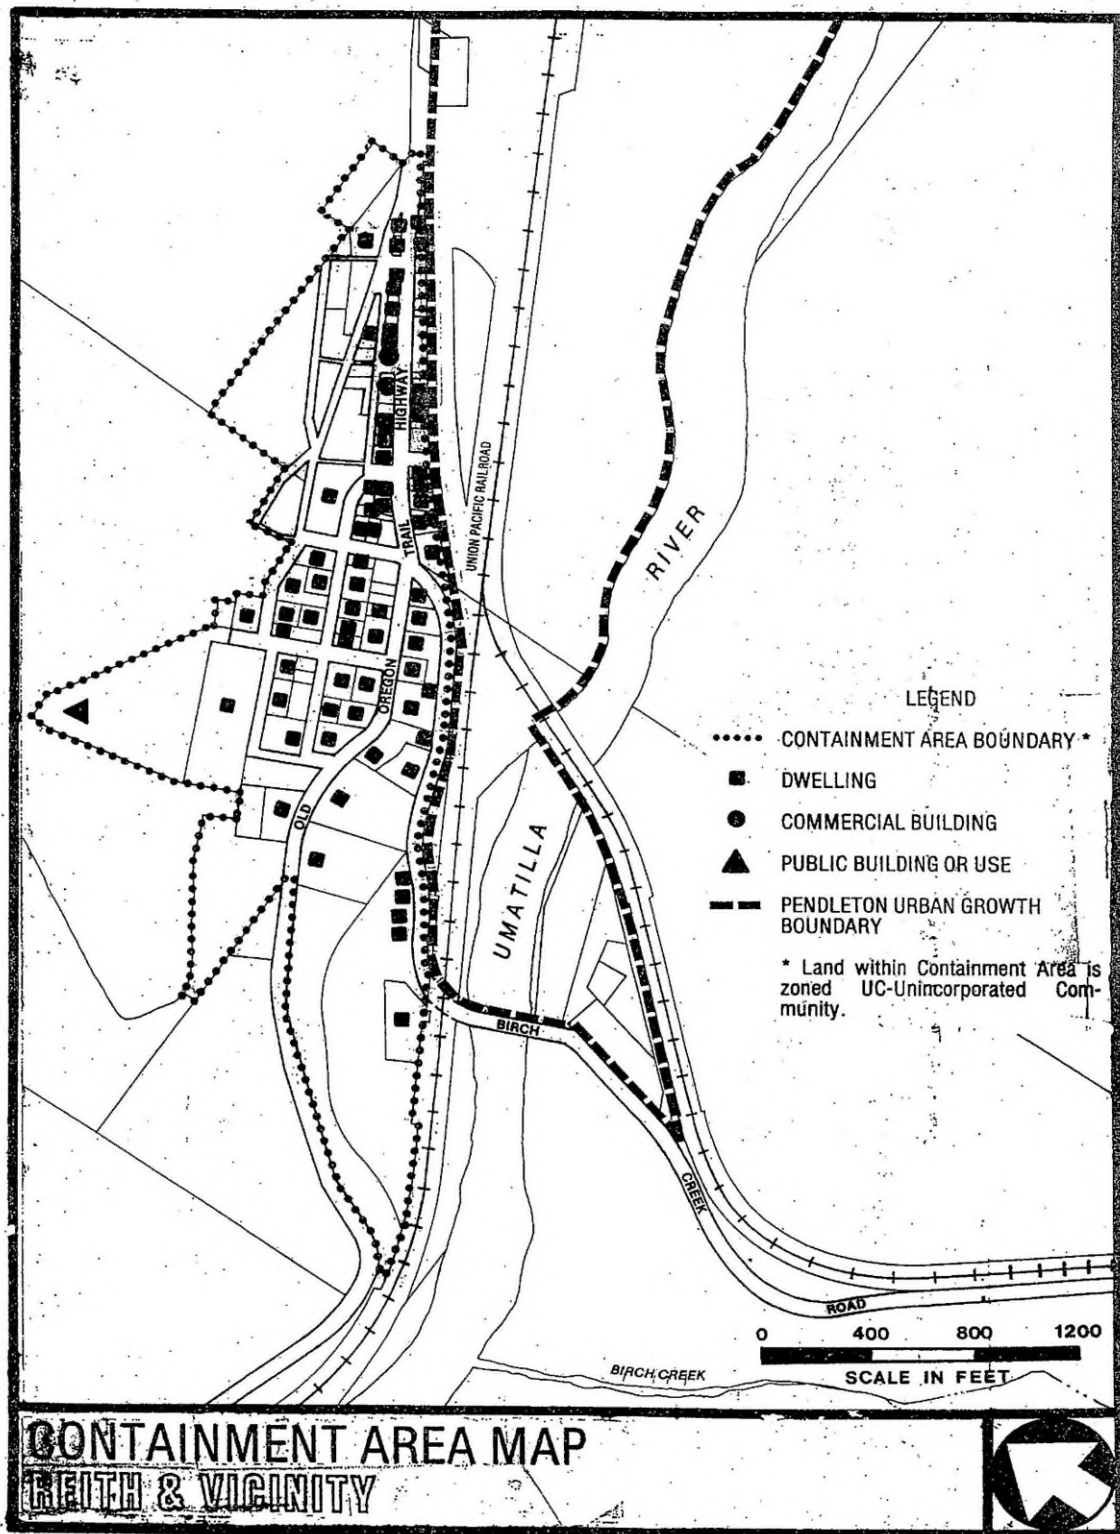 HIGHWAY
TRAIL
OREGON
OLD
UNION PACIFIC RAILROAD
RIVER
UMATILLA
BIRCH
CREEK
ROAD
BIRCH CREEK
LEGEND
CONTAINMENT AREA BOUNDARY *
DWELLING
COMMERCIAL BUILDING
PUBLIC BUILDING OR USE
PENDLETON URBAN GROWTH
BOUNDARY
* Land within Containment Area is
zoned UC-Unincorporated Com-
munity.
0 400 800 1200
SCALE IN FEET
CONTAINMENT AREA MAP
REITH & VICINITY